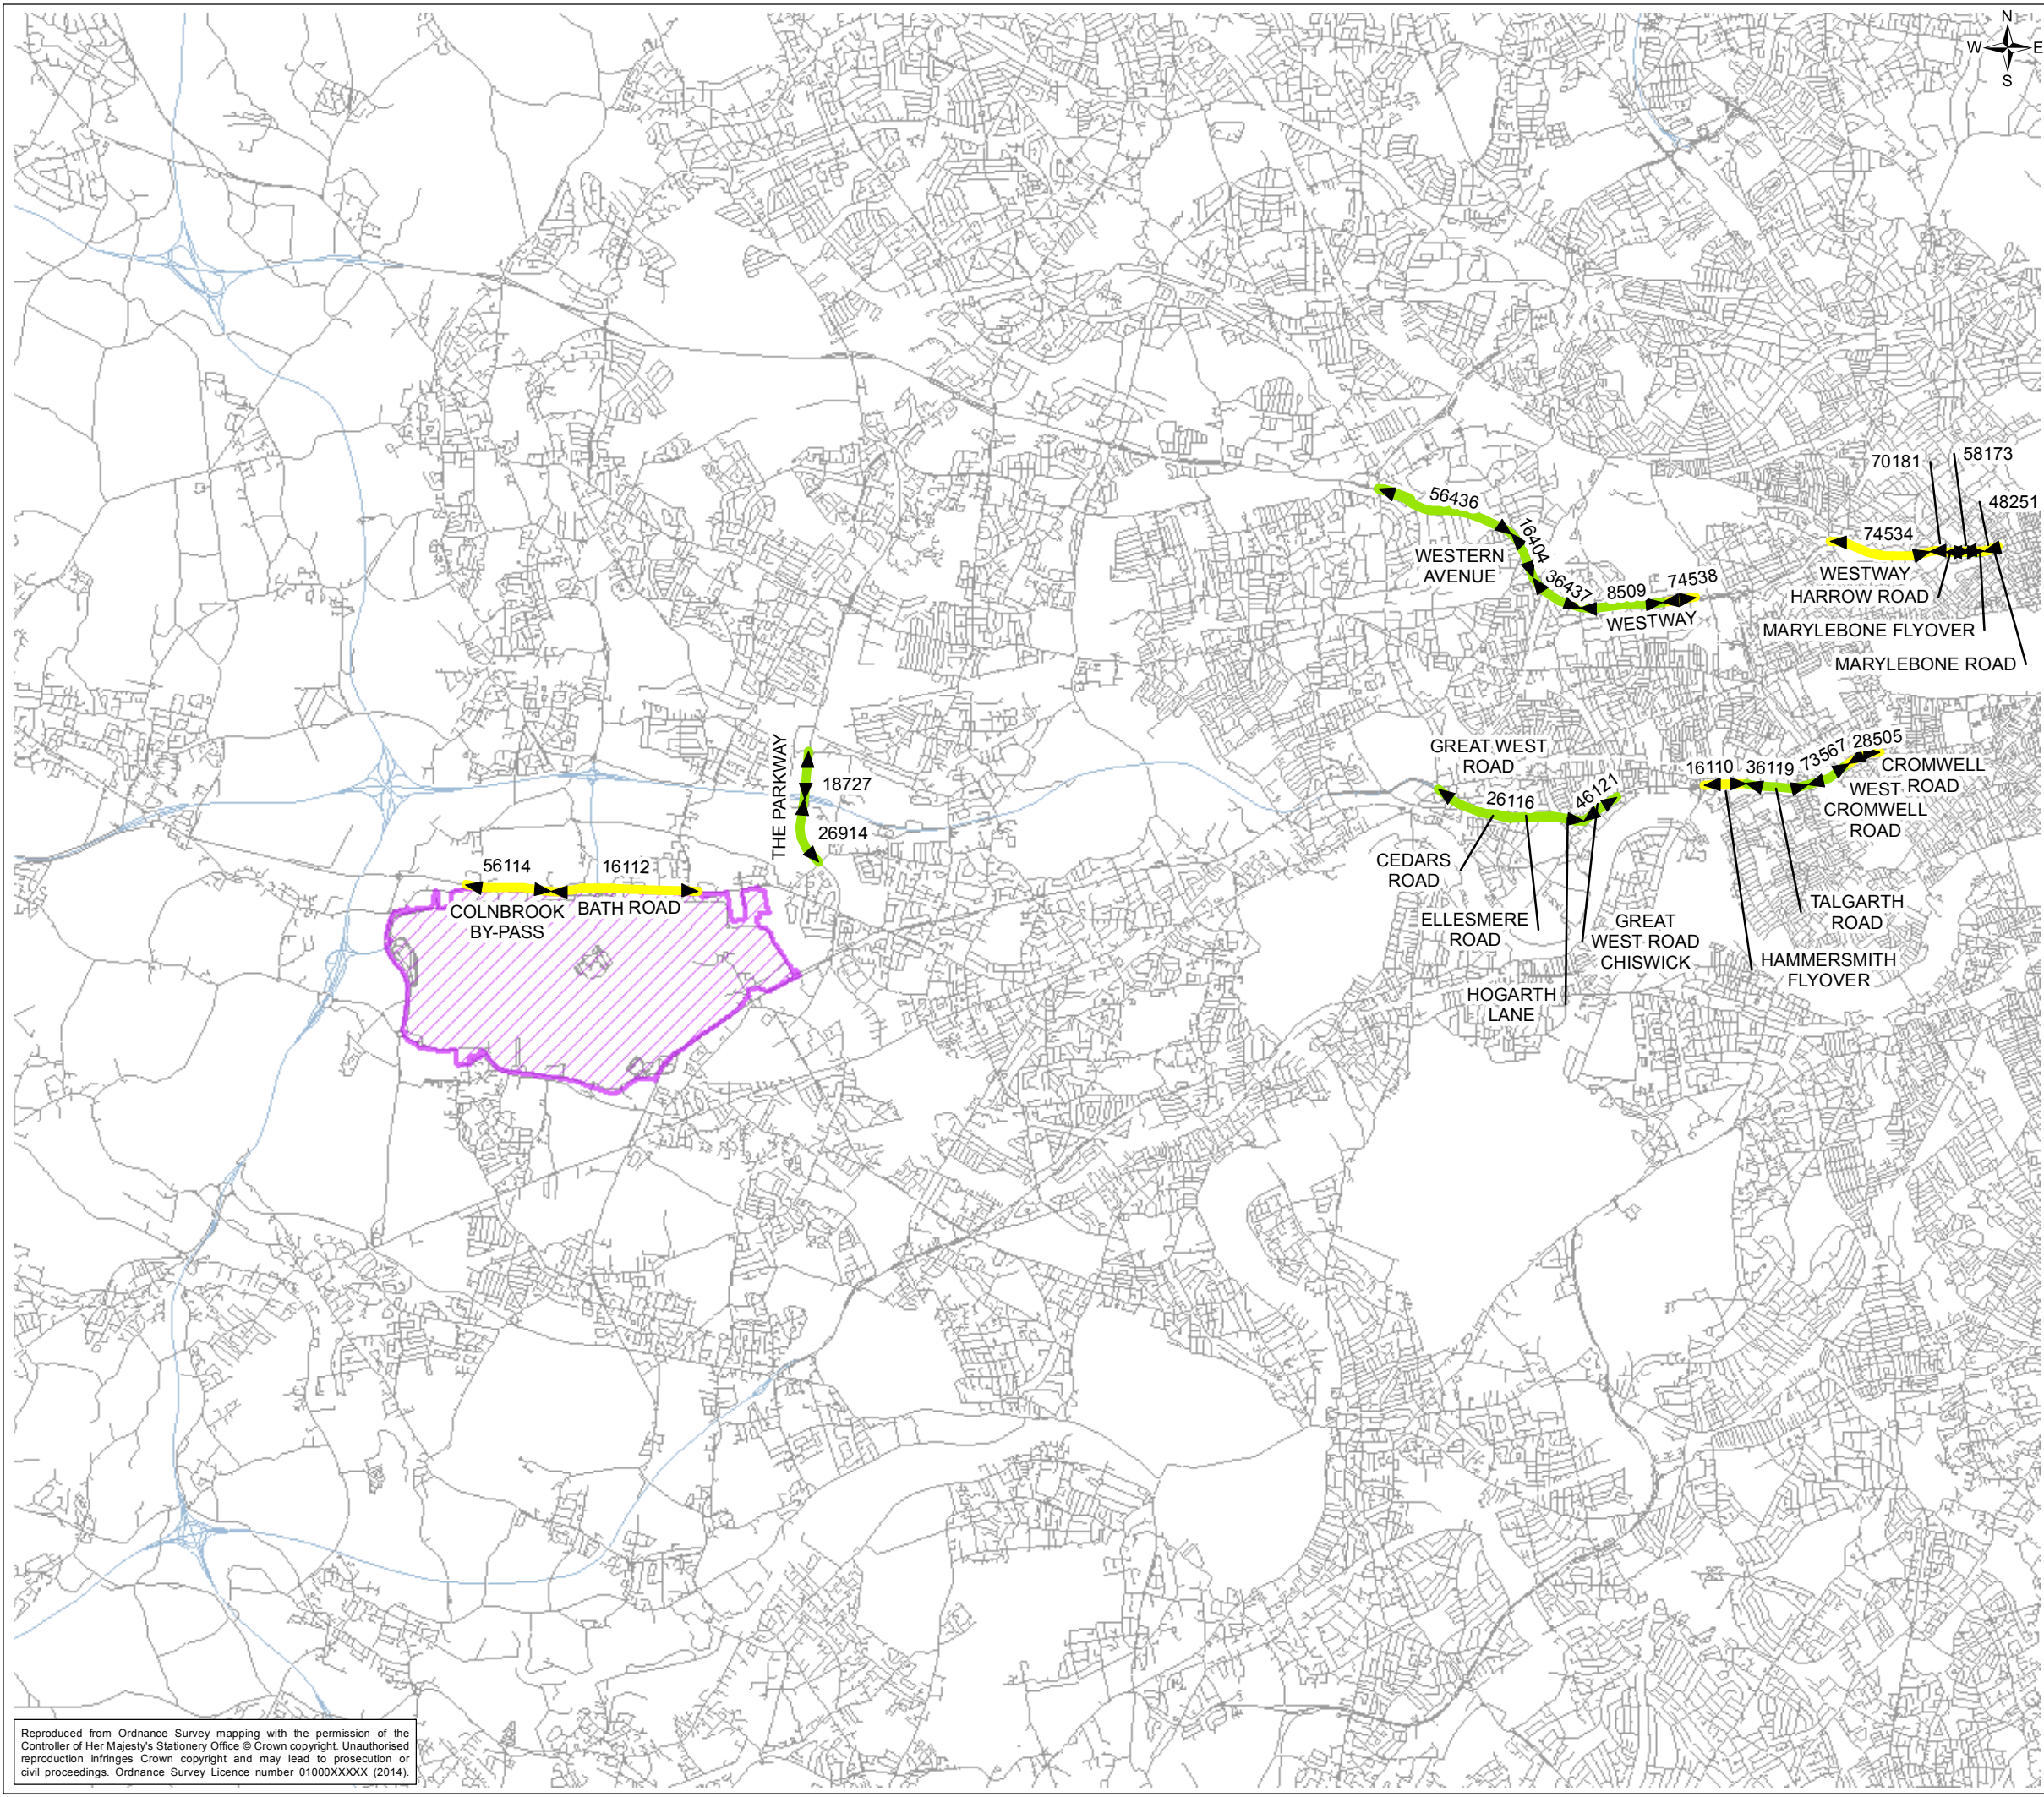 N
W E
S
58173
70181
48251
56436
74534
16404
WESTERN
AVENUE
36437
8509
74538
WESTWAY
WESTWAY
HARROW ROAD
MARYLEBONE FLYOVER
MARYLEBONE ROAD
THE PARKWAY
18727
26914
GREAT WEST
ROAD
26116
46121
16110
36119
73567
28505
CROMWELL
ROAD
WEST
CROMWELL
ROAD
CEDARS
ROAD
ELLESMERE
ROAD
HOGARTH
LANE
GREAT
WEST ROAD
CHISWICK
TALGARTH
ROAD
HAMMERSMITH
FLYOVER
56114
16112
COLNBROOK
BY-PASS
BATH ROAD
Reproduced from Ordnance Survey mapping with the permission of the
Controller of Her Majesty's Stationery Office © Crown copyright. Unauthorised
reproduction infringes Crown copyright and may lead to prosecution or
civil proceedings. Ordnance Survey Licence number 01000XXXXX (2014).